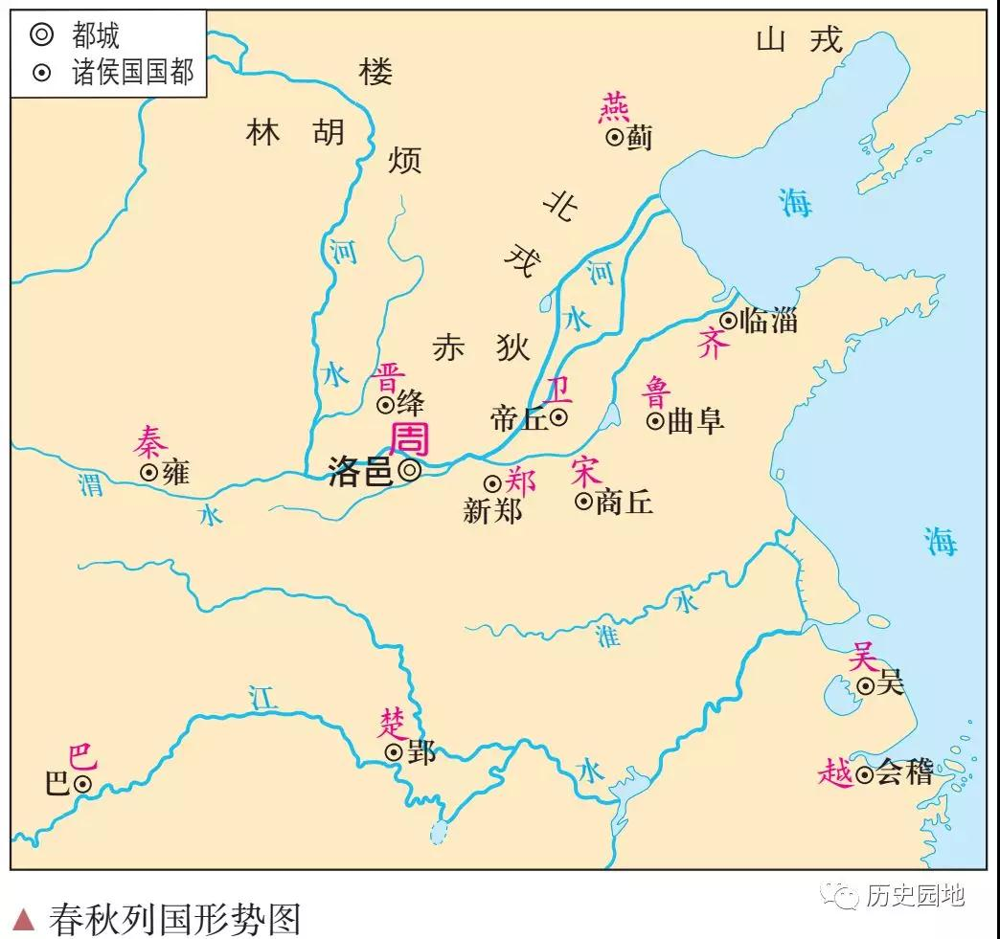 都城
诸侯国国都
山戎
楼
烦
林胡
燕
蓟
北
戎
海
河
水
河
水
临淄
齐
赤狄
晋
绛
卫
帝丘
鲁
曲阜
周
洛邑
秦
雍
渭
水
郑
新郑
宋
商丘
海
淮
水
吴
吴
江
水
楚
郢
巴
巴
越
会稽
▲ 春秋列国形势图
历史园地